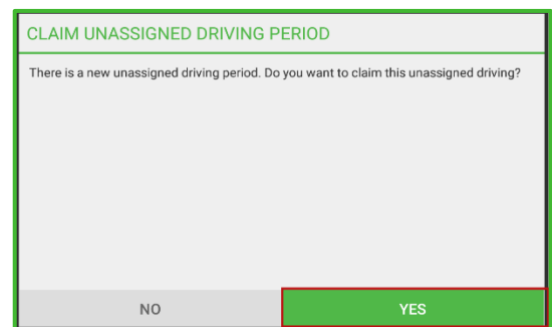 CLAIM UNASSIGNED DRIVING PERIOD
There is a new unassigned driving period. Do you want to claim this unassigned driving?
NO YES